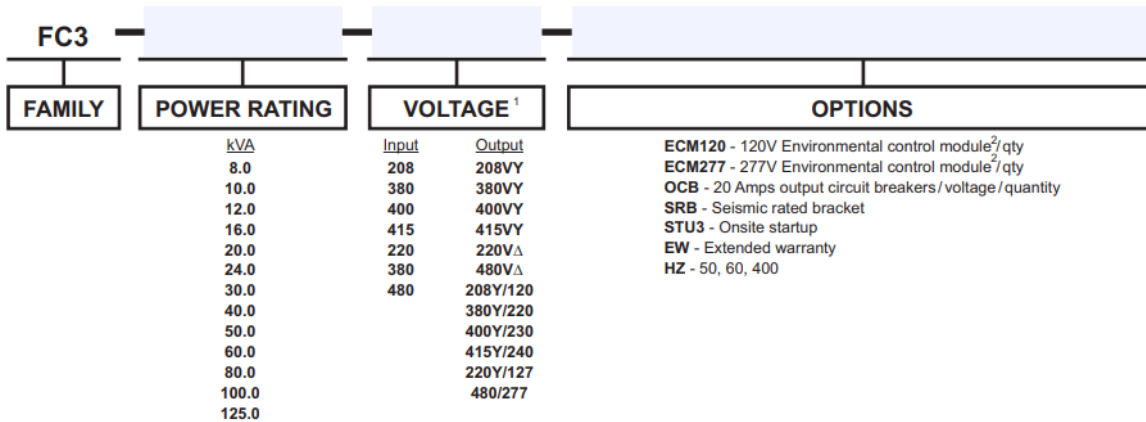 FC3
FAMILY POWER RATING VOLTAGE 1 OPTIONS
kVA Input Output ECM120 - 120V Environmental control module2/qty
8.0 208 208VY ECM277 - 277V Environmental control module2/qty
10.0 380 380VY OCB - 20 Amps output circuit breakers/voltage/quantity
12.0 400 400VY SRB - Seismic rated bracket
16.0 415 415VY STU3 - Onsite startup
20.0 220 220VΔ EW - Extended warranty
24.0 380 480VΔ HZ - 50, 60, 400
30.0 480 208Y/120
40.0 380Y/220
50.0 400Y/230
60.0 415Y/240
80.0 220Y/127
100.0 480/277
125.0